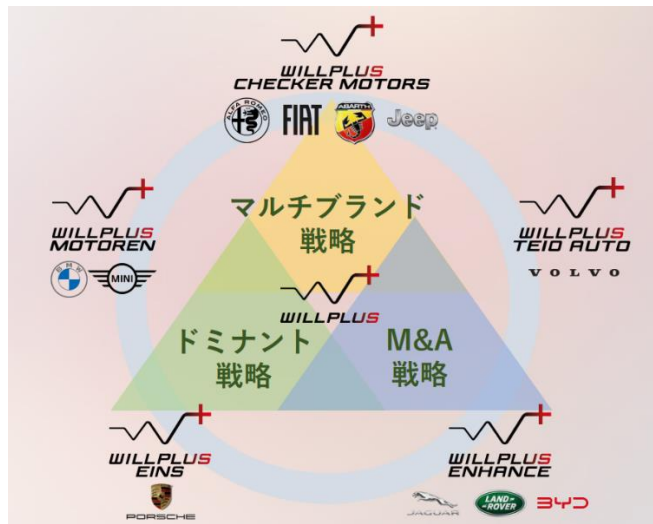 WILLPLUS
CHECKER MOTORS
ALFA ROMEO
FIAT
ABARTH
Jeep
マルチブランド
戦略
WILLPLUS
MOTOREN
BMW
MINI
WILLPLUS
TEIO AUTO
VOLVO
WILLPLUS
ドミナント
戦略
M&A
戦略
WILLPLUS
EINS
PORSCHE
WILLPLUS
ENHANCE
JAGUAR
LAND-
ROVER
BYD